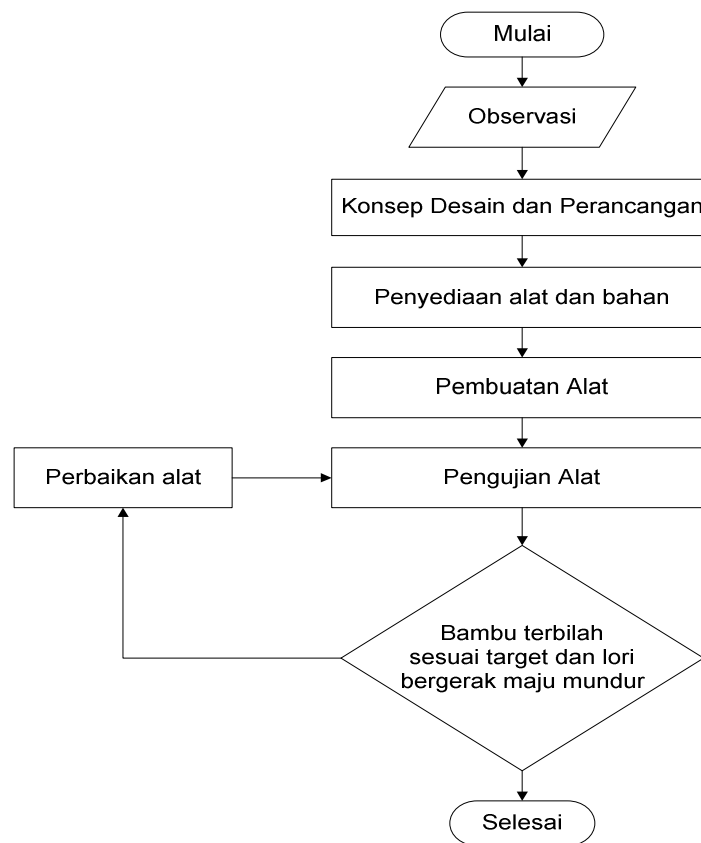 Mulai
Observasi
Konsep Desain dan Perancangan
Penyediaan alat dan bahan
Pembuatan Alat
Perbaikan alat
Pengujian Alat
Bambu terbilah
sesuai target dan lori
bergerak maju mundur
Selesai